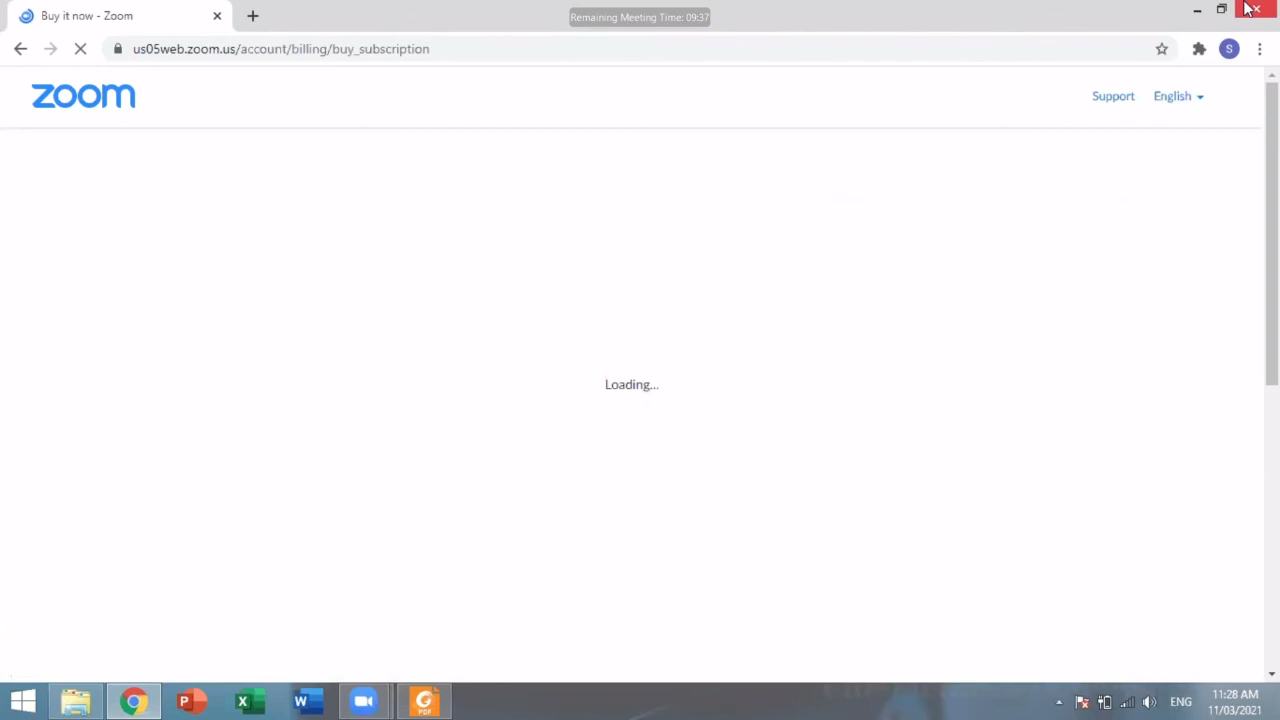 Buy it now - Zoom
Remaining Meeting Time: 09:37
us05web.zoom.us/account/billing/buy_subscription
S
zoom
Support
English
Loading...
P
X
W
PDF
ENG
11:28 AM
11/03/2021